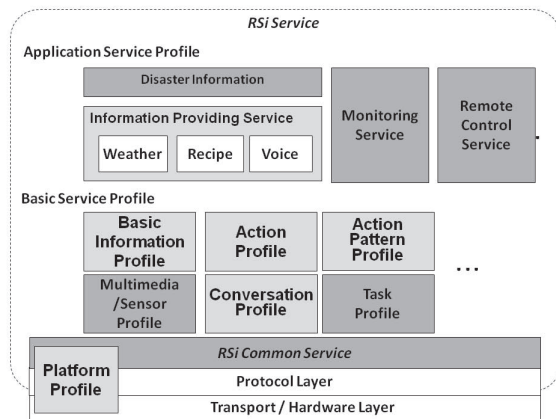 RSi Service
Application Service Profile
Disaster Information
Information Providing Service
Weather
Recipe
Voice
Monitoring
Service
Remote
Control
Service
.
Basic Service Profile
Basic
Information
Profile
Action
Profile
Action
Pattern
Profile
Multimedia
/Sensor
Profile
Conversation
Profile
Task
Profile
...
RSi Common Service
Platform
Profile
Protocol Layer
Transport / Hardware Layer